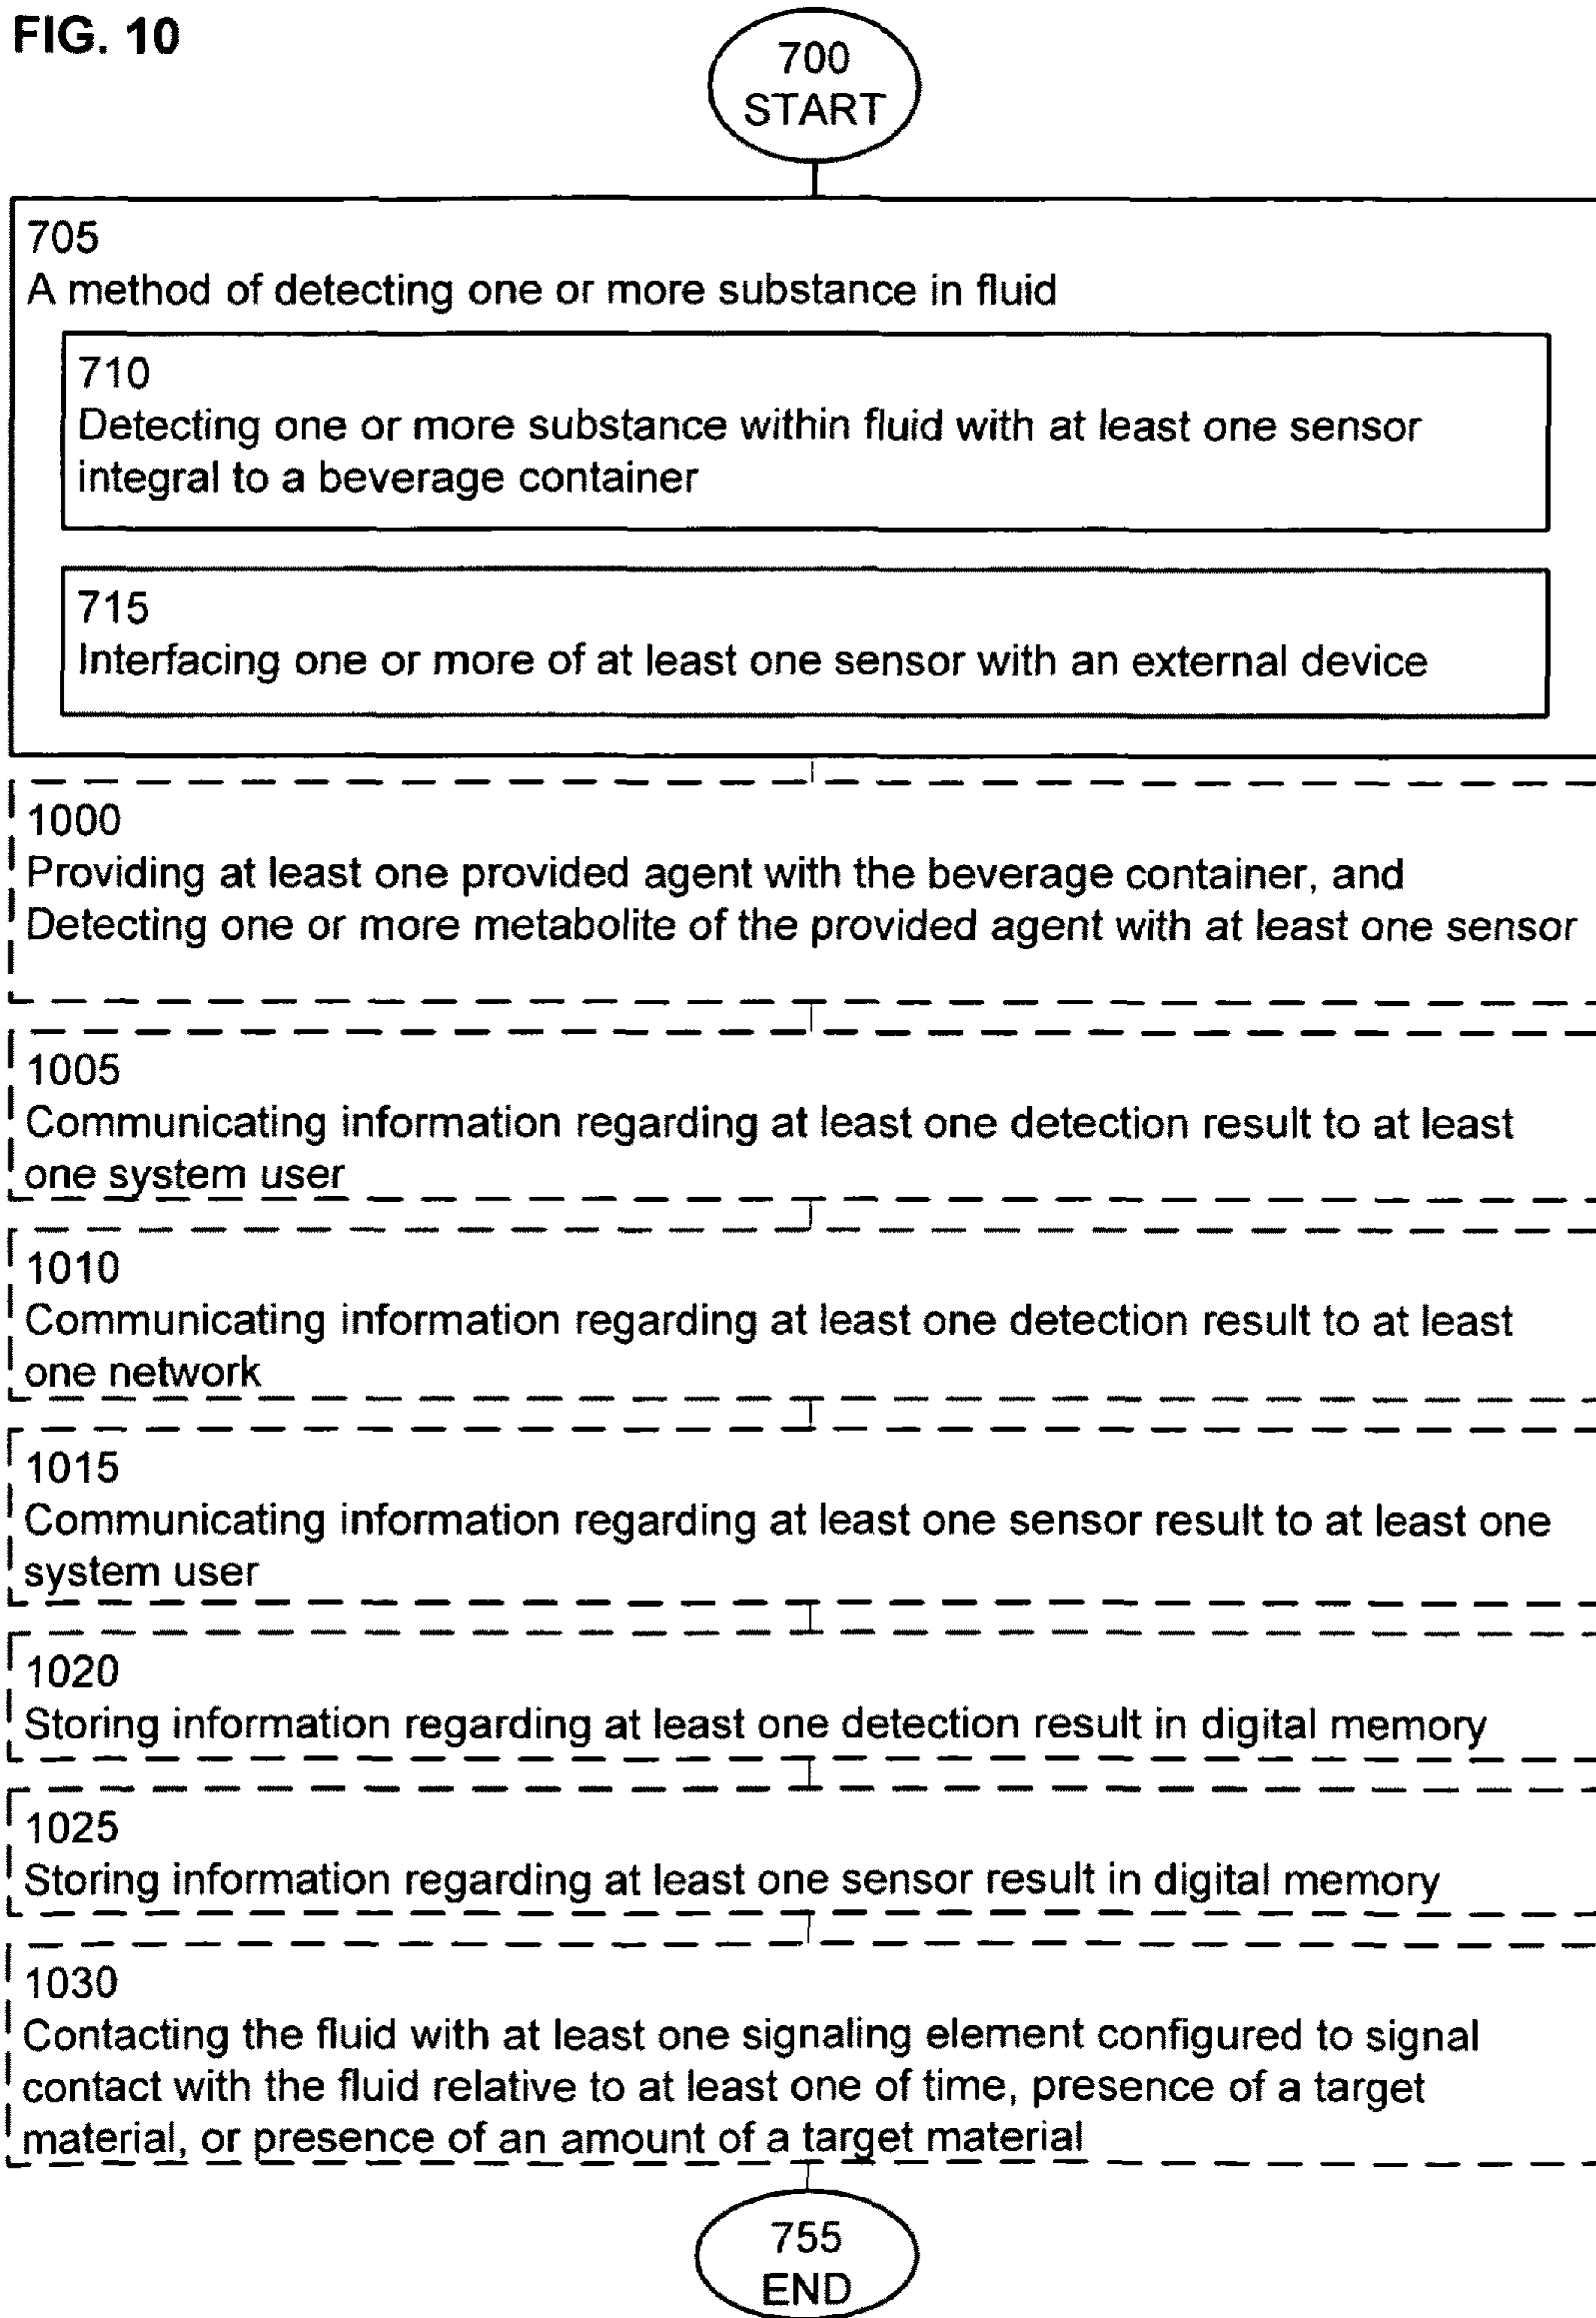 FIG. 10
700
START
705
A method of detecting one or more substance in fluid
710
Detecting one or more substance within fluid with at least one sensor
integral to a beverage container
715
Interfacing one or more of at least one sensor with an external device
1000
Providing at least one provided agent with the beverage container, and
Detecting one or more metabolite of the provided agent with at least one sensor
1005
Communicating information regarding at least one detection result to at least
one system user
1010
Communicating information regarding at least one detection result to at least
one network
1015
Communicating information regarding at least one sensor result to at least one
system user
1020
Storing information regarding at least one detection result in digital memory
1025
Storing information regarding at least one sensor result in digital memory
1030
Contacting the fluid with at least one signaling element configured to signal
contact with the fluid relative to at least one of time, presence of a target
material, or presence of an amount of a target material
755
END